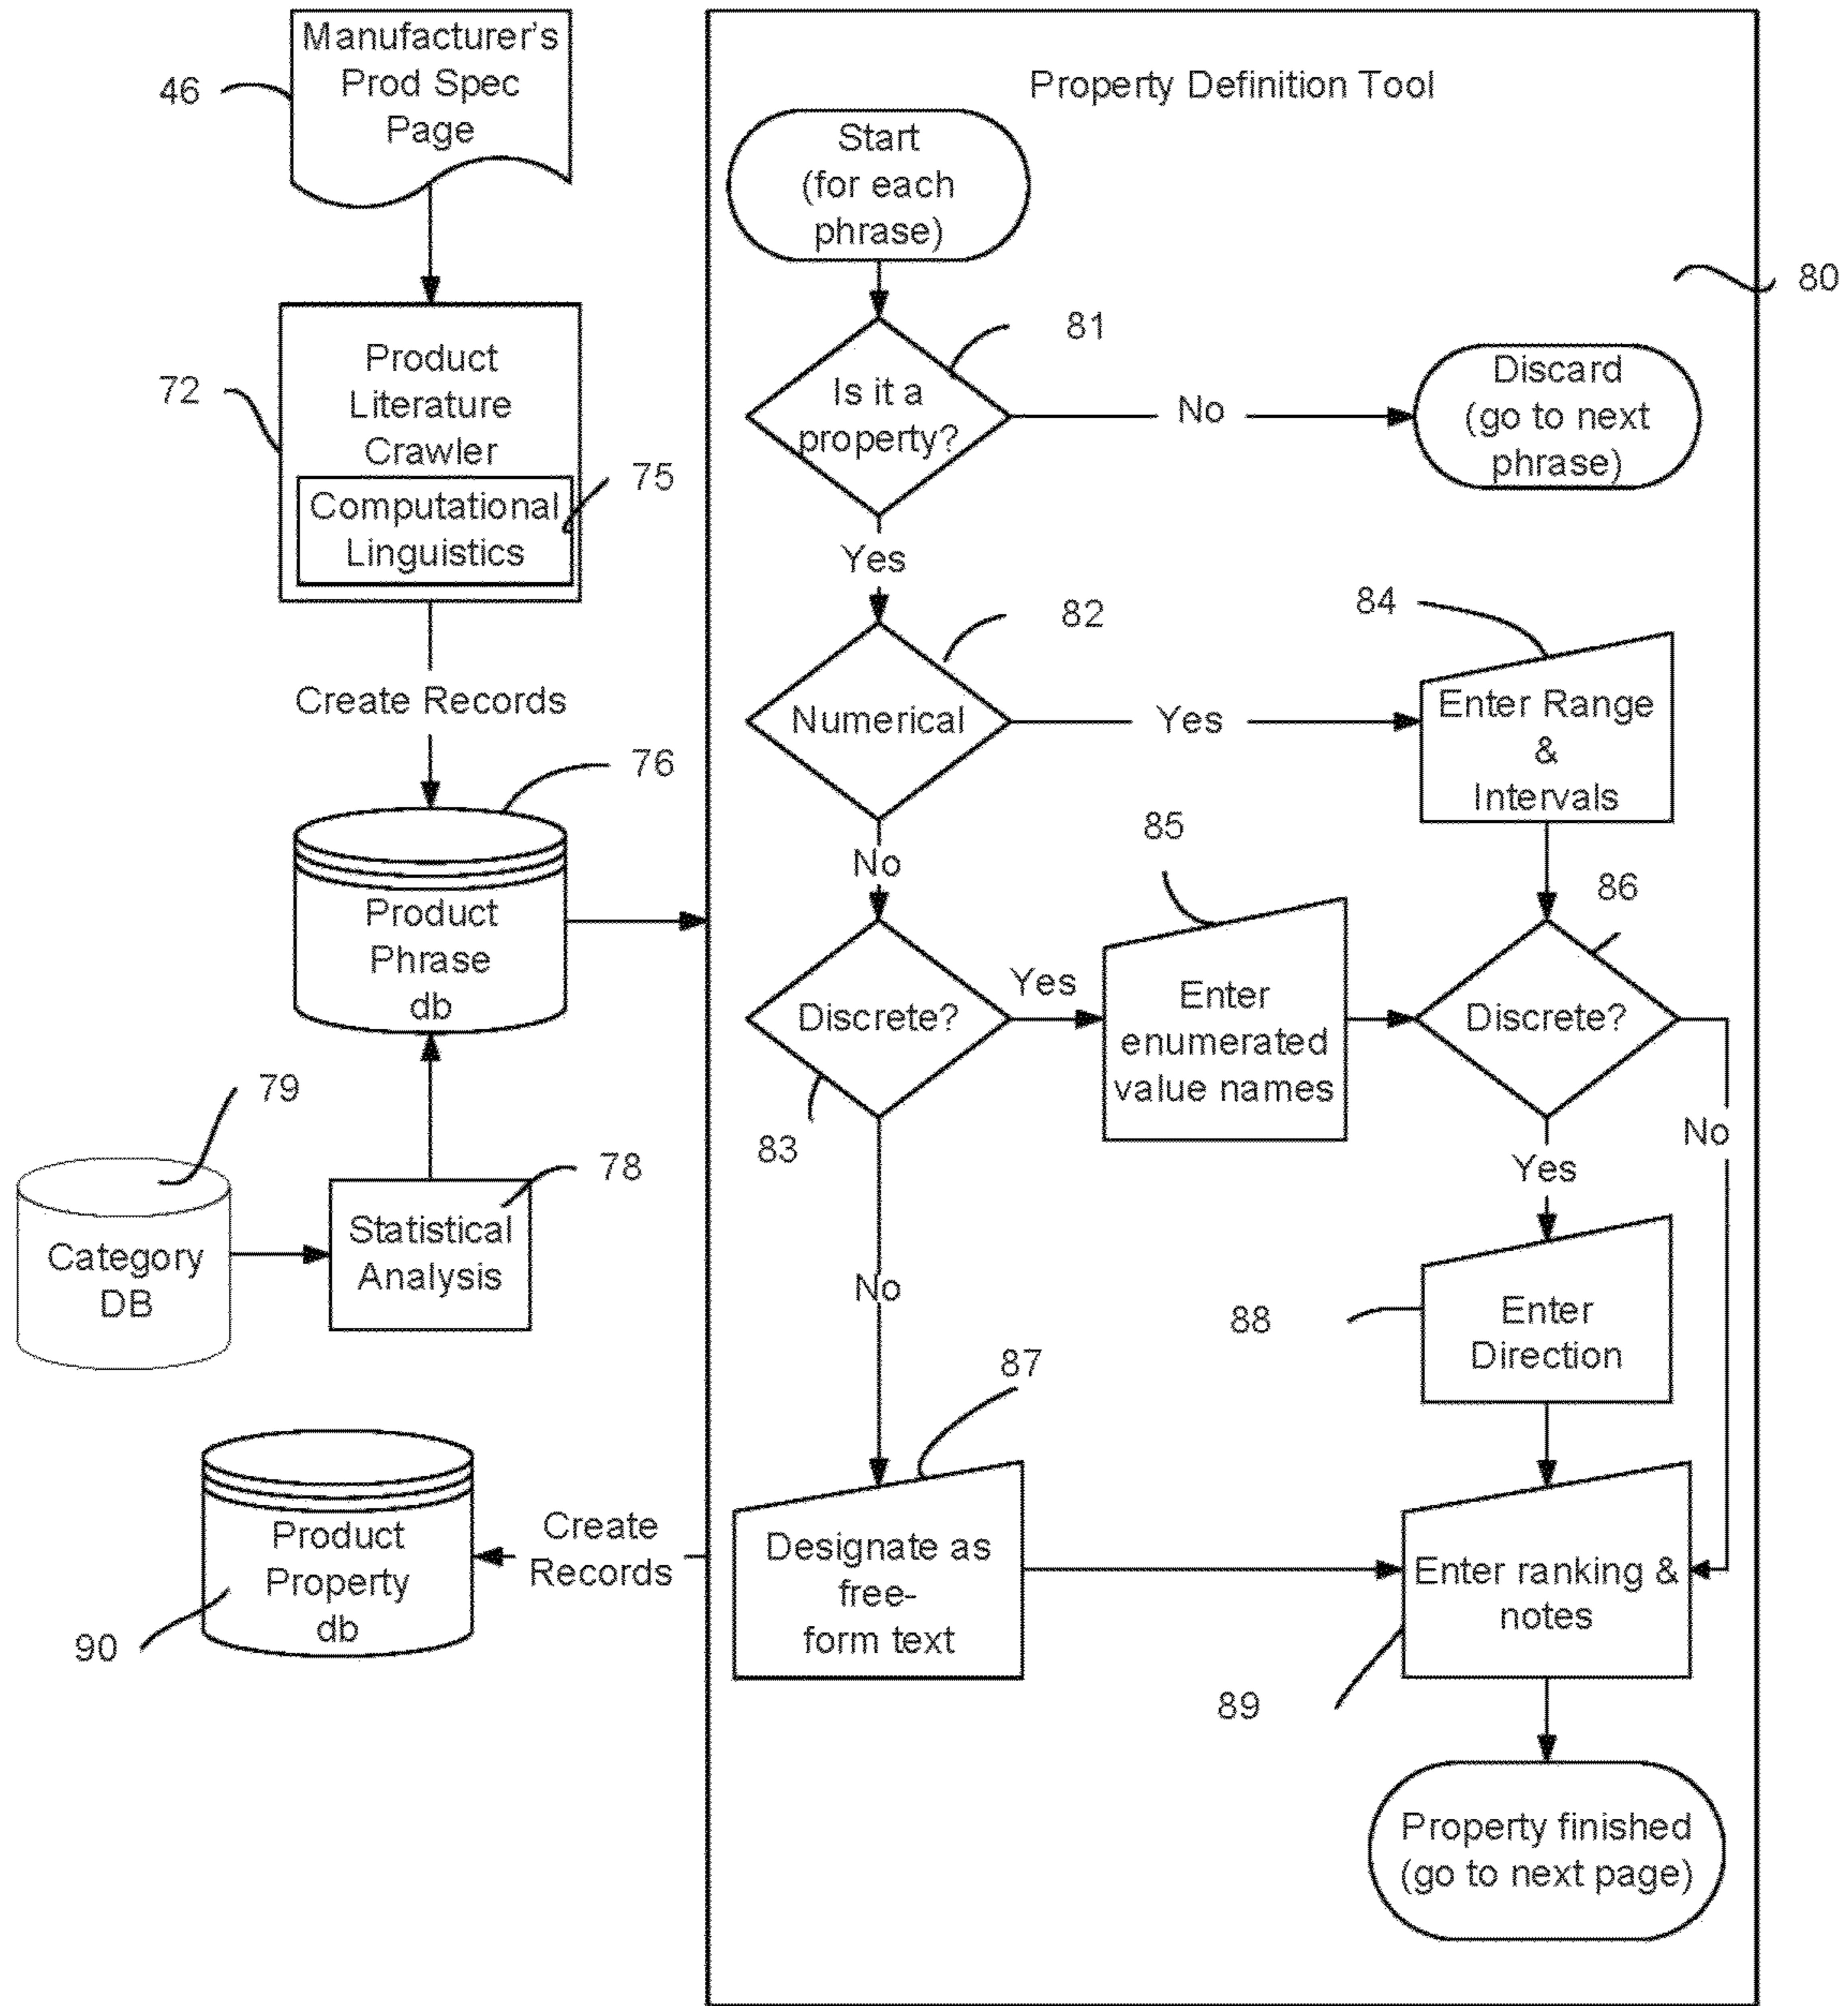 Manufacturer's
Prod Spec
Page
46
Product
Literature
Crawler
72
Computational
Linguistics
75
Create Records
76
Product
Phrase
db
79
Category
DB
78
Statistical
Analysis
Product
Property
db
90
Create
Records
Property Definition Tool
80
Start
(for each
phrase)
81
Is it a
property?
No
Discard
(go to next
phrase)
Yes
82
Numerical
Yes
84
Enter Range
&
Intervals
No
85
86
Discrete?
83
Yes
Enter
enumerated
value names
Discrete?
No
Yes
No
88
Enter
Direction
87
Designate as
free-
form text
Enter ranking &
notes
89
Property finished
(go to next page)